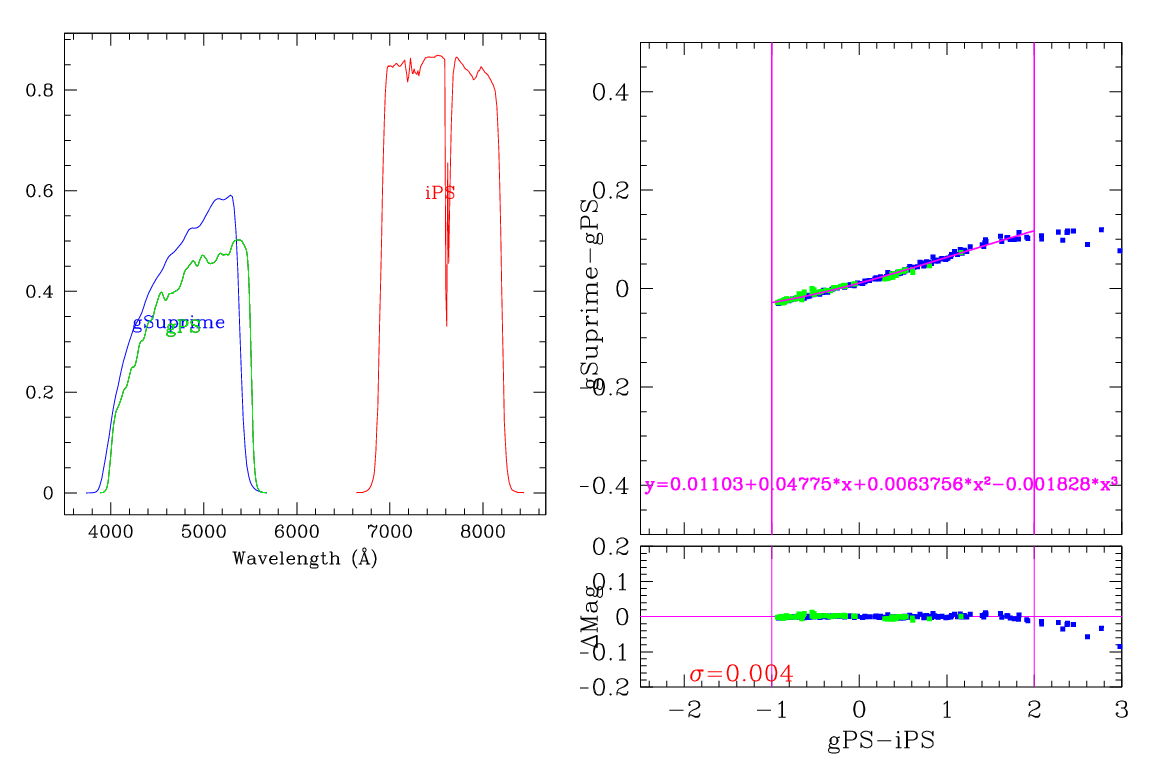 0.8
0.6
0.4
0.2
0
gSuprime
gPS
iPS
4000 5000 6000 7000 8000
Wavelength (Å)
0.4
0.2
0
-0.2
-0.4
gSuprime−gPS
y=0.01103+0.04775*x+0.0063756*x²−0.001828*x³
0.2
0.1
0
-0.1
-0.2
ΔMag
σ=0.004
−2 −1 0 1 2 3
gPS−iPS